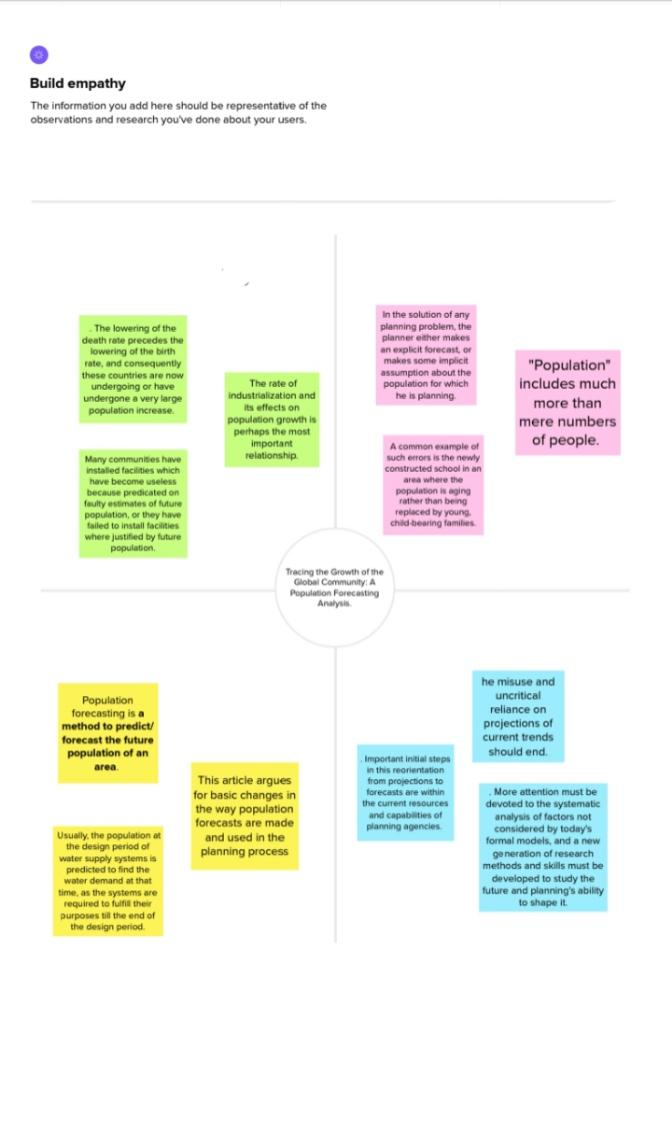 Build empathy
The information you add here should be representative of the
observations and research you've done about your users.
. The lowering of the
death rate precedes the
lowering of the birth
rate, and consequently
these countries are now
undergoing or have
undergone a very large
population increase.
The rate of
industrialization and
its effects on
population growth is
perhaps the most
important
relationship.
Many communities have
installed facilities which
have become useless
because predicated on
faulty estimates of future
population, or they have
failed to install facilities
where justified by future
population.
In the solution of any
planning problem, the
planner either makes
an explicit forecast, or
makes some implicit
assumption about the
population for which
he is planning.
"Population"
includes much
more than
mere numbers
of people.
A common example of
such errors is the newly
constructed school in an
area where the
population is aging
rather than being
replaced by young,
child-bearing families.
Tracing the Growth of the
Global Community: A
Population Forecasting
Analysis.
Population
forecasting is a
method to predict/
forecast the future
population of an
area.
This article argues
for basic changes in
the way population
forecasts are made
and used in the
planning process
Usually, the population at
the design period of
water supply systems is
predicted to find the
water demand at that
time, as the systems are
required to fulfill their
purposes till the end of
the design period.
he misuse and
uncritical
reliance on
projections of
current trends
should end.
. Important initial steps
in this reorientation
from projections to
forecasts are within
the current resources
and capabilities of
planning agencies.
. More attention must be
devoted to the systematic
analysis of factors not
considered by today's
formal models, and a new
generation of research
methods and skills must be
developed to study the
future and planning's ability
to shape it.